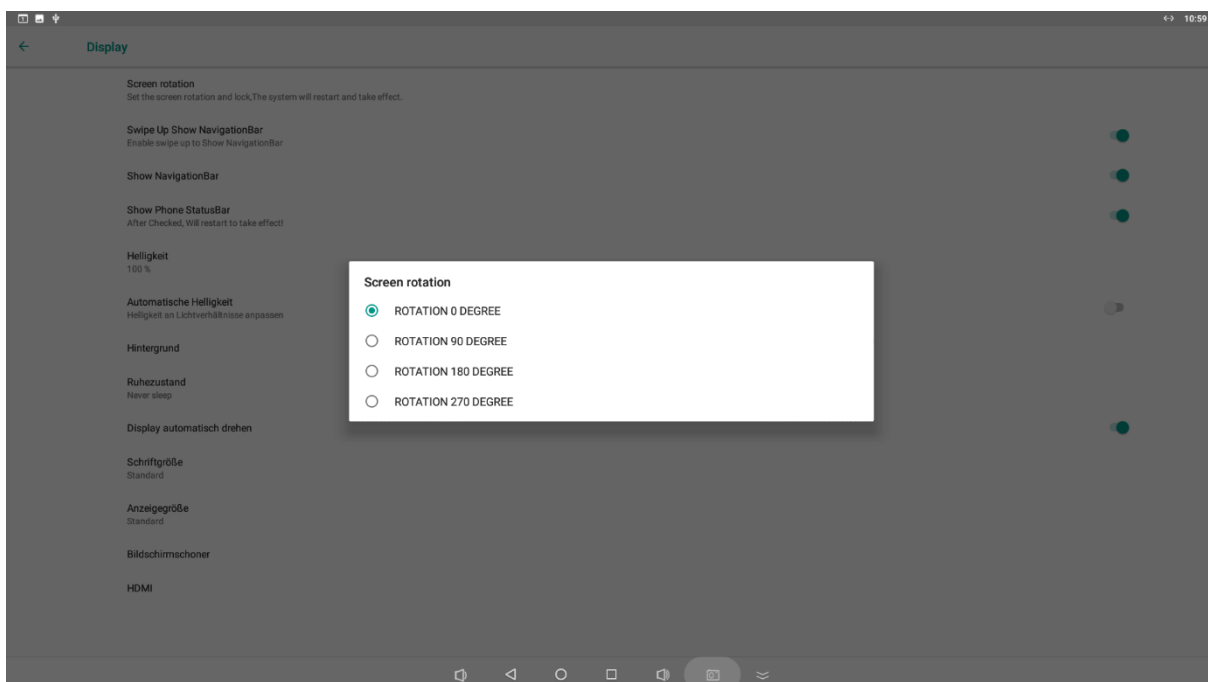 10:59
Display
Screen rotation
Set the screen rotation and lock,The system will restart and take effect.
Swipe Up Show NavigationBar
Enable swipe up to Show NavigationBar
Show NavigationBar
Show Phone StatusBar
After Checked, Will restart to take effect!
Helligkeit
100 %
Automatische Helligkeit
Helligkeit an Lichtverhältnisse anpassen
Hintergrund
Ruhezustand
Never sleep
Display automatisch drehen
Schriftgröße
Standard
Anzeigegröße
Standard
Bildschirmschoner
HDMI
Screen rotation
ROTATION 0 DEGREE
ROTATION 90 DEGREE
ROTATION 180 DEGREE
ROTATION 270 DEGREE